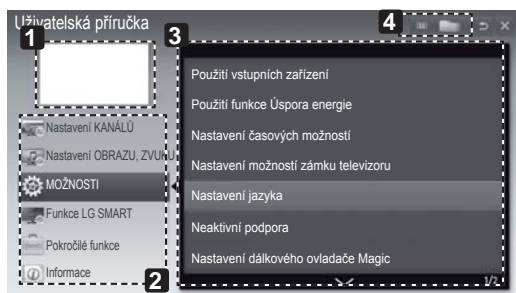 Uživatelská příručka
1
3
4
Použití vstupních zařízení
Použití funkce Úspora energie
Nastavení časových možností
Nastavení možností zámku televizoru
Nastavení jazyka
Neaktivní podpora
Nastavení dálkového ovladače Magic
1/2
Nastavení KANÁLŮ
Nastavení OBRAZU, ZVUKU
MOŽNOSTI
Funkce LG SMART
Pokročilé funkce
Informace
2